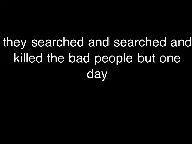 they searched and searched and
killed the bad people but one
day